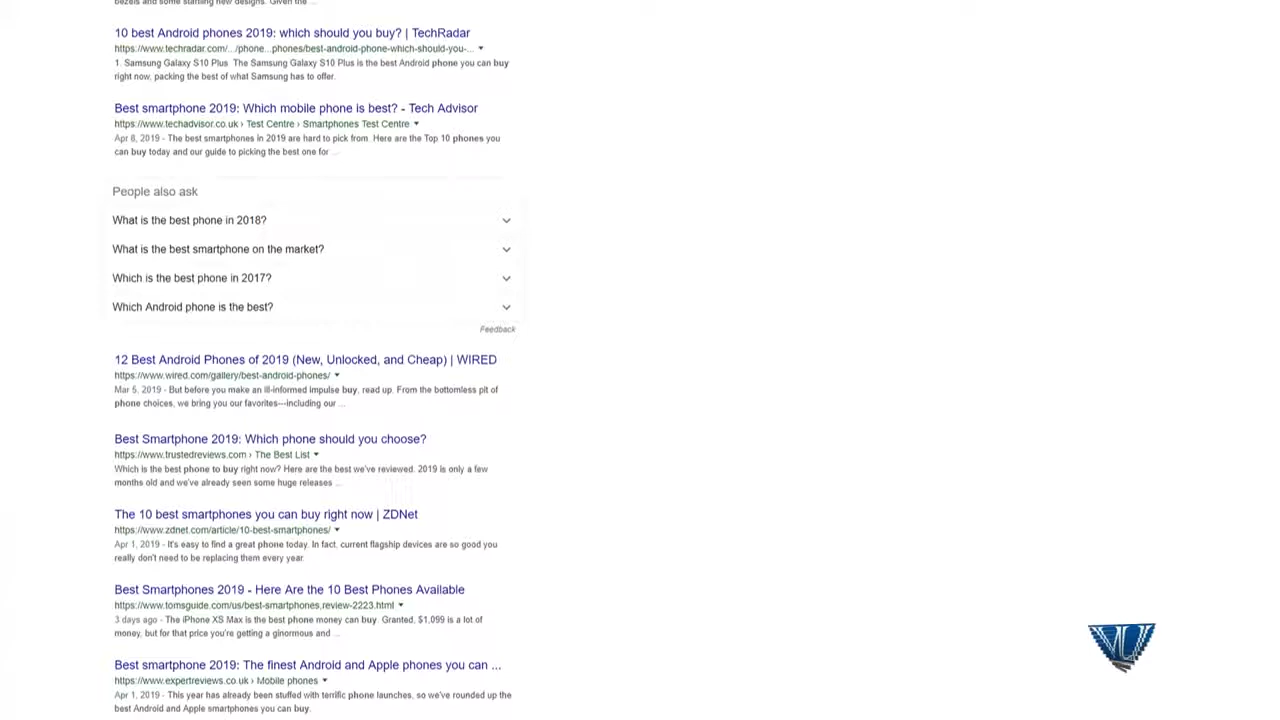 bezels and some startling new designs. Given the ...
10 best Android phones 2019: which should you buy? | TechRadar
https://www.techradar.com/.../phone...phones/best-android-phone-which-should-you-...
1. Samsung Galaxy S10 Plus. The Samsung Galaxy S10 Plus is the best Android phone you can buy
right now, packing the best of what Samsung has to offer.
Best smartphone 2019: Which mobile phone is best? - Tech Advisor
https://www.techadvisor.co.uk › Test Centre › Smartphones Test Centre
Apr 8, 2019 - The best smartphones in 2019 are hard to pick from. Here are the Top 10 phones you
can buy today and our guide to picking the best one for ...
People also ask
What is the best phone in 2018?
What is the best smartphone on the market?
Which is the best phone in 2017?
Which Android phone is the best?
Feedback
12 Best Android Phones of 2019 (New, Unlocked, and Cheap) | WIRED
https://www.wired.com/gallery/best-android-phones/
Mar 5, 2019 - But before you make an ill-informed impulse buy, read up. From the bottomless pit of
phone choices, we bring you our favorites---including our ...
Best Smartphone 2019: Which phone should you choose?
https://www.trustedreviews.com › The Best List
Which is the best phone to buy right now? Here are the best we've reviewed. 2019 is only a few
months old and we've already seen some huge releases ...
The 10 best smartphones you can buy right now | ZDNet
https://www.zdnet.com/article/10-best-smartphones/
Apr 1, 2019 - It's easy to find a great phone today. In fact, current flagship devices are so good you
really don't need to be replacing them every year.
Best Smartphones 2019 - Here Are the 10 Best Phones Available
https://www.tomsguide.com/us/best-smartphones,review-2223.html
3 days ago - The iPhone XS Max is the best phone money can buy. Granted, $1,099 is a lot of
money, but for that price you're getting a ginormous and ...
Best smartphone 2019: The finest Android and Apple phones you can ...
https://www.expertreviews.co.uk › Mobile phones
Apr 1, 2019 - This year has already been stuffed with terrific phone launches, so we've rounded up the
best Android and Apple smartphones you can buy.